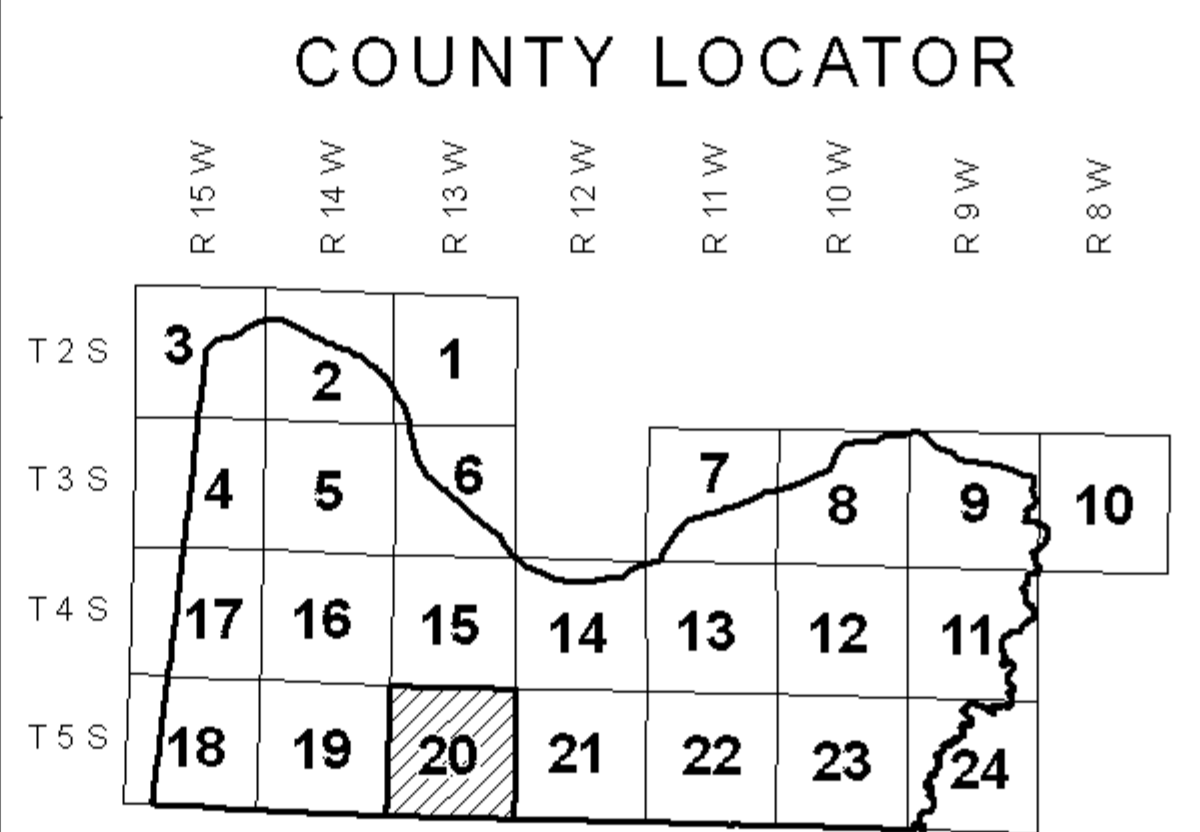 COUNTY LOCATOR
R 15 W R 14 W R 13 W R 12 W R 11 W R 10 W R 9 W R 8 W
T 2 S 3 2 1
T 3 S 4 5 6 7 8 9 10
T 4 S 17 16 15 14 13 12 11
T 5 S 18 19 20 21 22 23 24